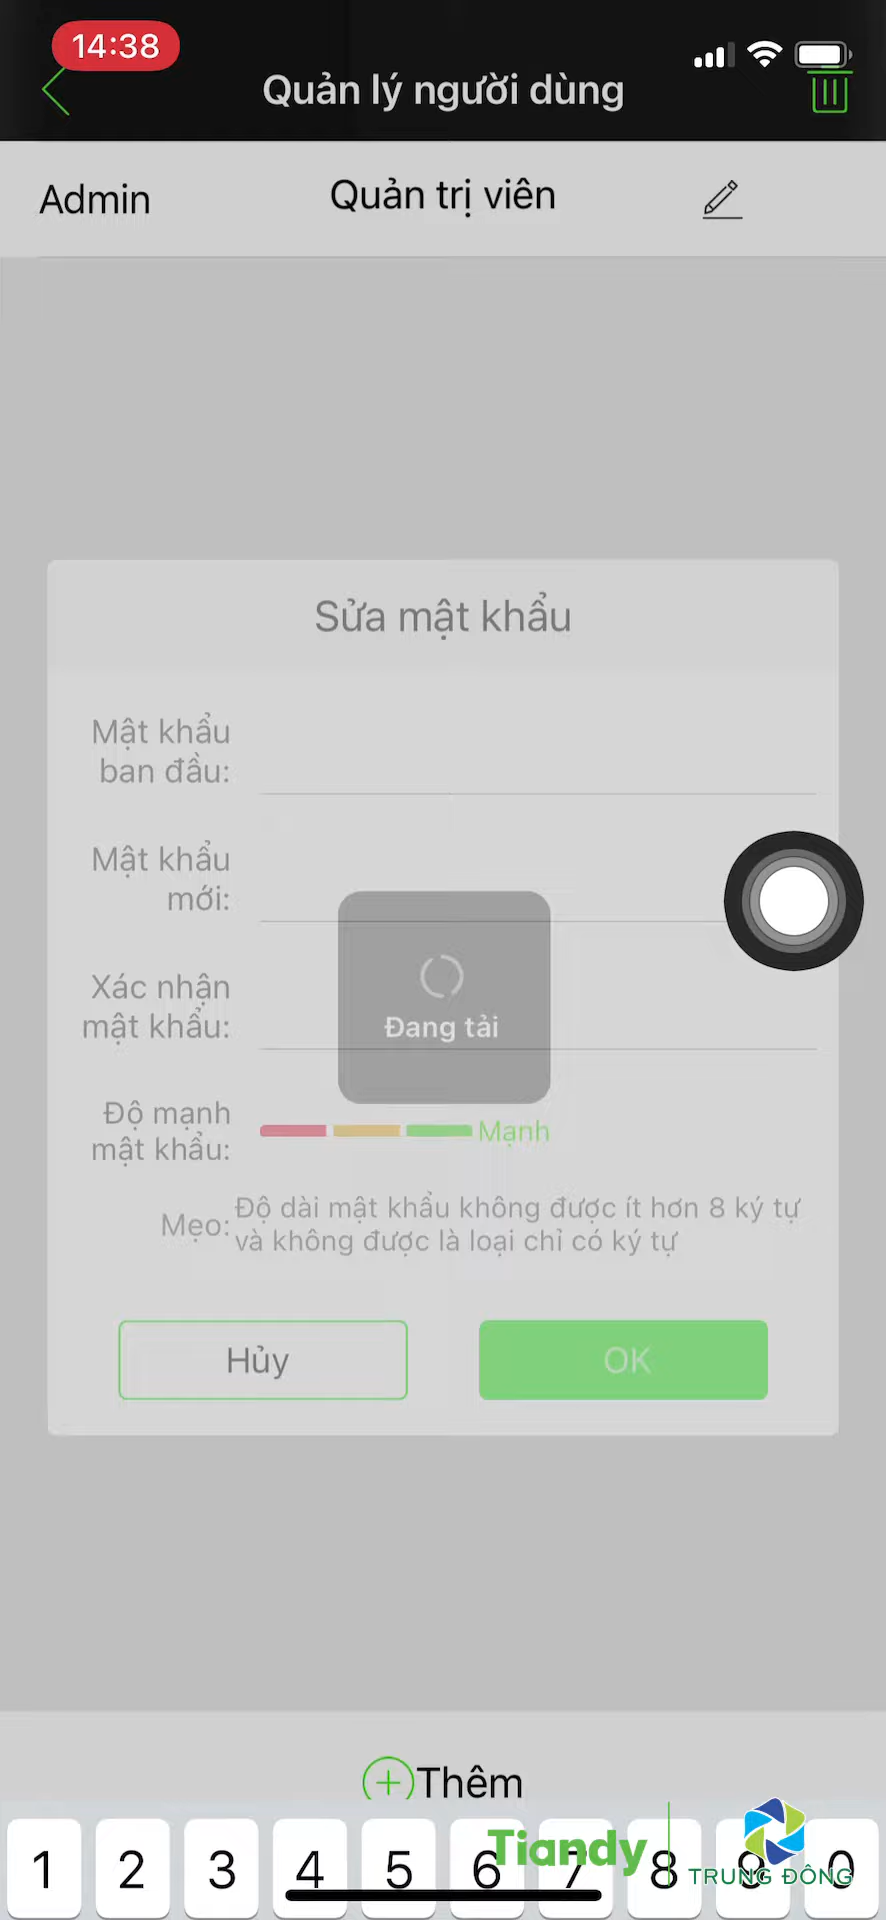 14:38
Quản lý người dùng
Admin
Quản trị viên
Sửa mật khẩu
Mật khẩu
ban đầu:
Mật khẩu
mới:
Xác nhận
mật khẩu:
Đang tải
Độ mạnh
mật khẩu:
Mạnh
Mẹo:
Độ dài mật khẩu không được ít hơn 8 ký tự
và không được là loại chỉ có ký tự
Hủy
OK
Thêm
1 2 3 4 5 6 7 8 9 0
Tiandy
TRUNG ĐÔNG